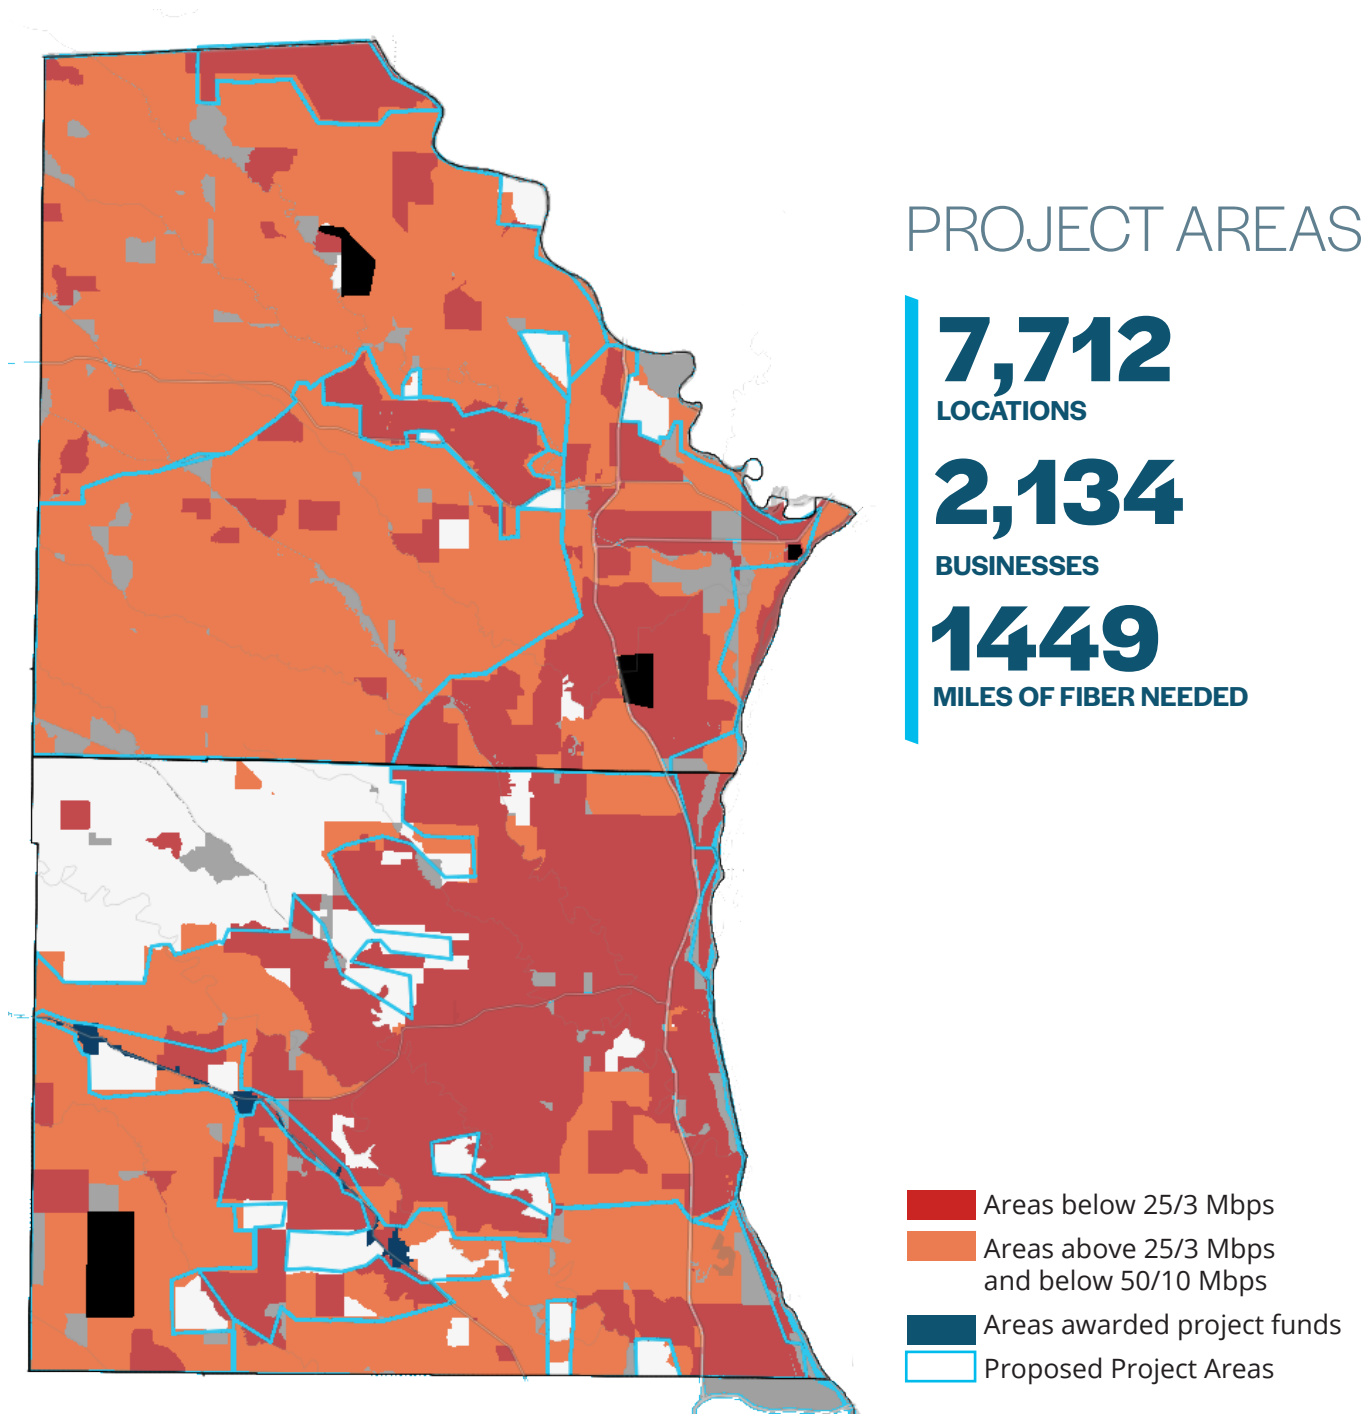 PROJECT AREAS
7,712
LOCATIONS
2,134
BUSINESSES
1449
MILES OF FIBER NEEDED
Areas below 25/3 Mbps
Areas above 25/3 Mbps
and below 50/10 Mbps
Areas awarded project funds
Proposed Project Areas